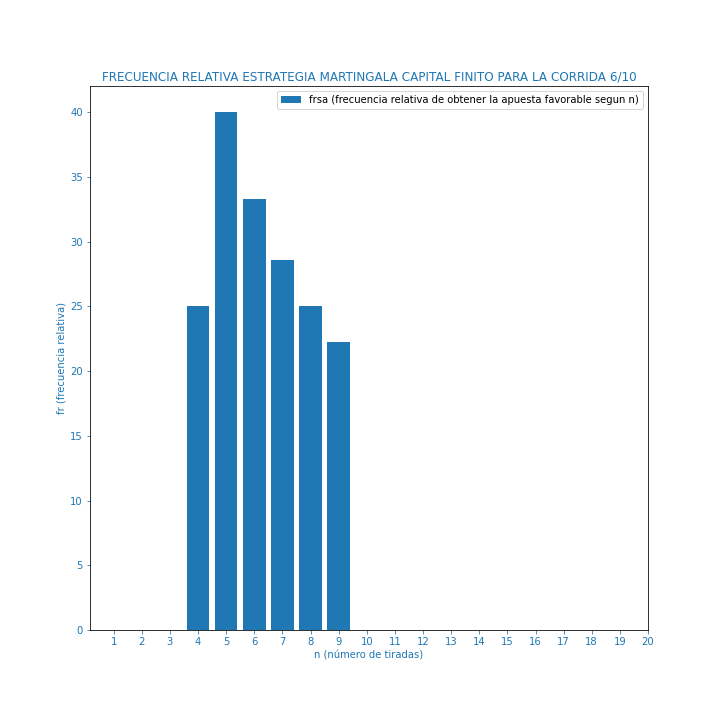 FRECUENCIA RELATIVA ESTRATEGIA MARTINGALA CAPITAL FINITO PARA LA CORRIDA 6/10
frsa (frecuencia relativa de obtener la apuesta favorable segun n)
fr (frecuencia relativa)
40
35
30
25
20
15
10
5
0
1 2 3 4 5 6 7 8 9 10 11 12 13 14 15 16 17 18 19 20
n (número de tiradas)